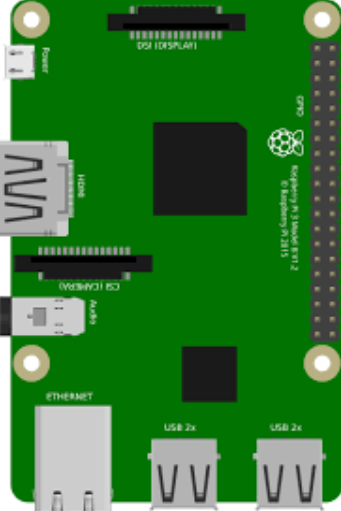 DSI (DISPLAY)
Power
GPIO
HDMI
Raspberry Pi 3 Model B V1.2
© Raspberry Pi 2015
CSI (CAMERA)
Audio
ETHERNET
USB 2x
USB 2x